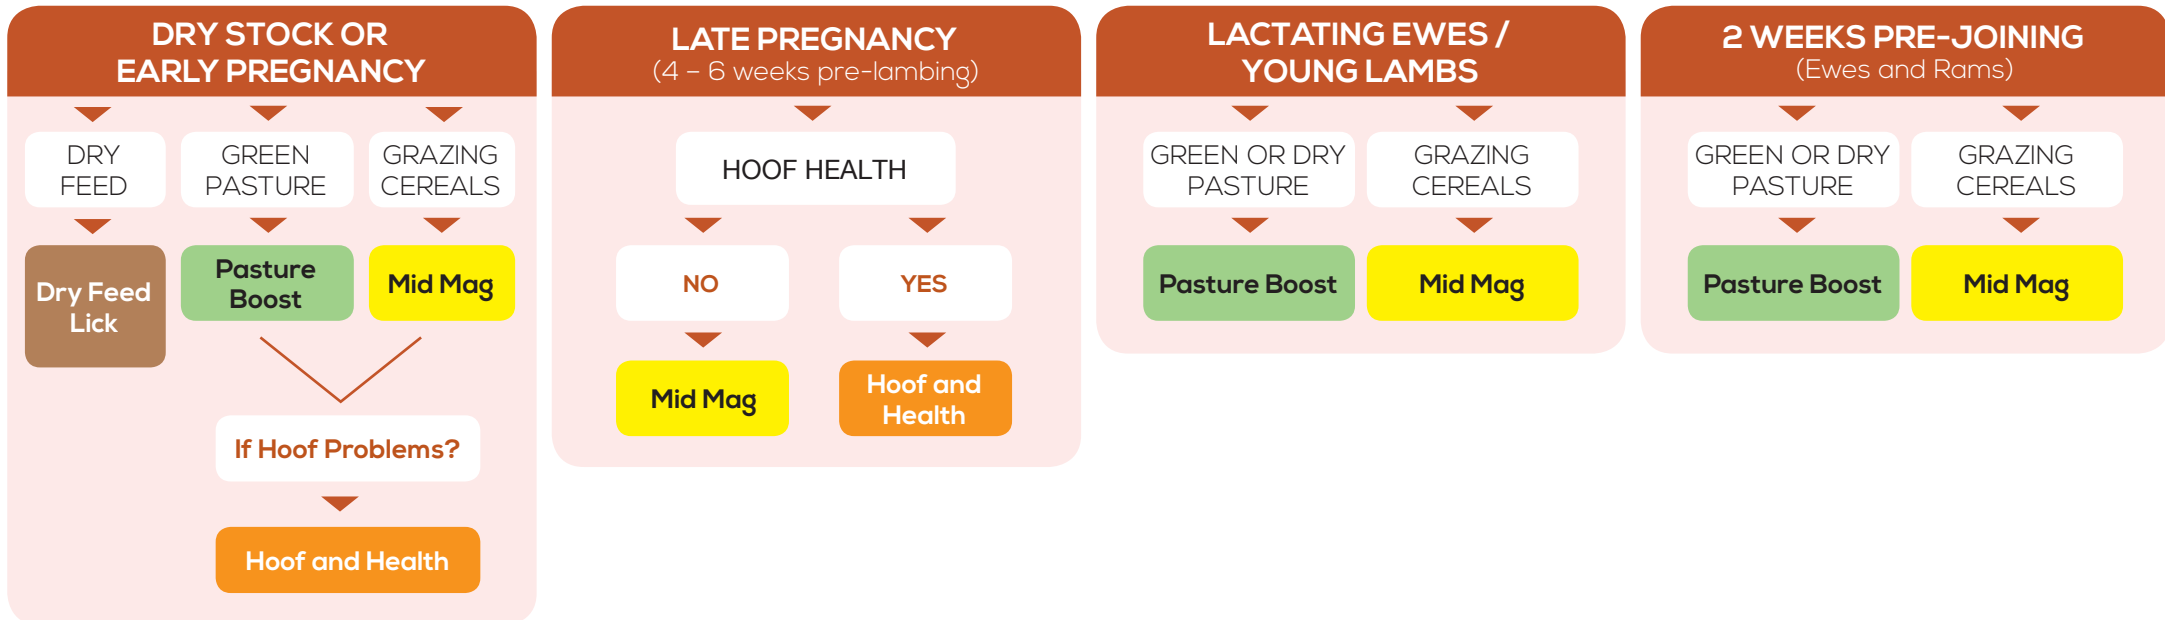 DRY STOCK OR
EARLY PREGNANCY
DRY
FEED
GREEN
PASTURE
GRAZING
CEREALS
Dry Feed
Lick
Pasture
Boost
Mid Mag
If Hoof Problems?
Hoof and Health
LATE PREGNANCY
(4 – 6 weeks pre-lambing)
HOOF HEALTH
NO
YES
Mid Mag
Hoof and
Health
LACTATING EWES /
YOUNG LAMBS
GREEN OR DRY
PASTURE
GRAZING
CEREALS
Pasture Boost
Mid Mag
2 WEEKS PRE-JOINING
(Ewes and Rams)
GREEN OR DRY
PASTURE
GRAZING
CEREALS
Pasture Boost
Mid Mag